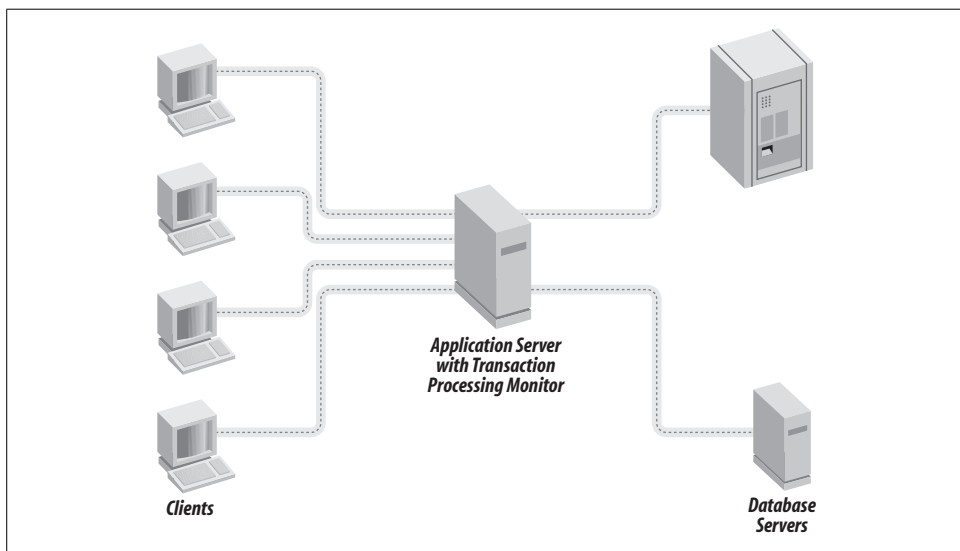 Application Server
with Transaction
Processing Monitor
Clients
Database
Servers